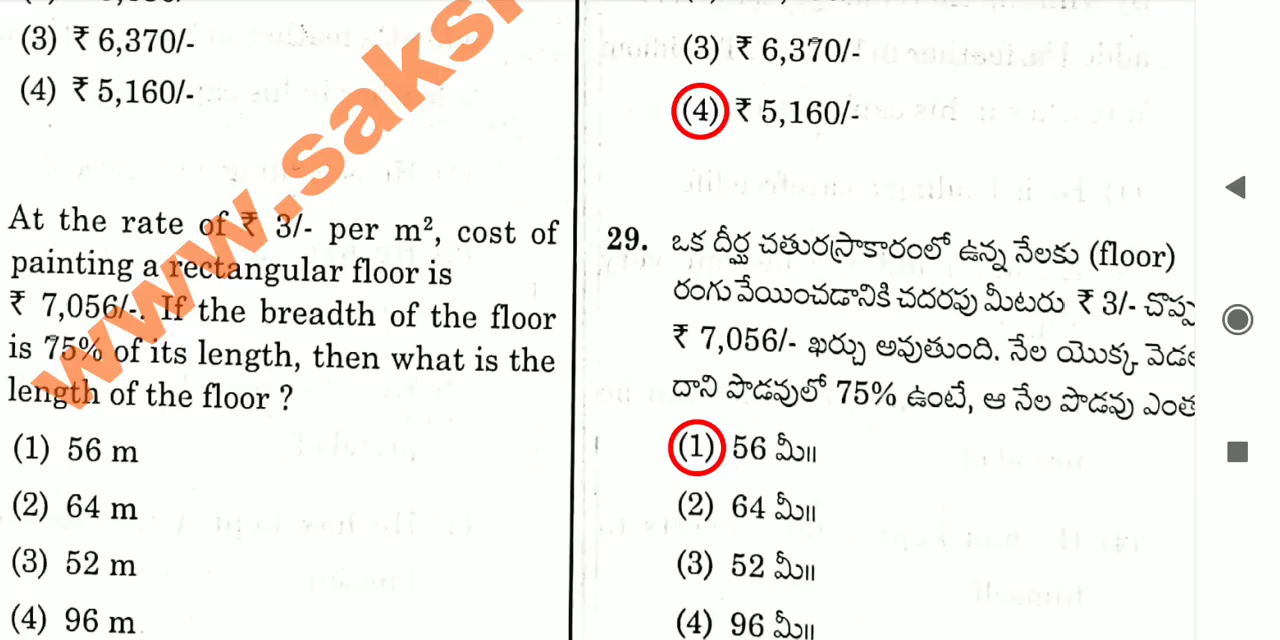 (3) ₹ 6,370/-
(4) ₹ 5,160/-
At the rate of ₹ 3/- per m², cost of
painting a rectangular floor is
₹ 7,056/-. If the breadth of the floor
is 75% of its length, then what is the
length of the floor ?
(1) 56 m
(2) 64 m
(3) 52 m
(4) 96 m
www.saks
(3) ₹ 6,370/-
(4) ₹ 5,160/-
29. ఒక దీర్ఘ చతురస్రాకారంలో ఉన్న నేలకు (floor)
రంగు వేయించడానికి చదరపు మీటరు ₹ 3/- చొప్ప
₹ 7,056/- ఖర్చు అవుతుంది. నేల యొక్క వెడల
దాని పొడవులో 75% ఉంటే, ఆ నేల పొడవు ఎంత
(1) 56 మీ॥
(2) 64 మీ॥
(3) 52 మీ॥
(4) 96 మీ॥